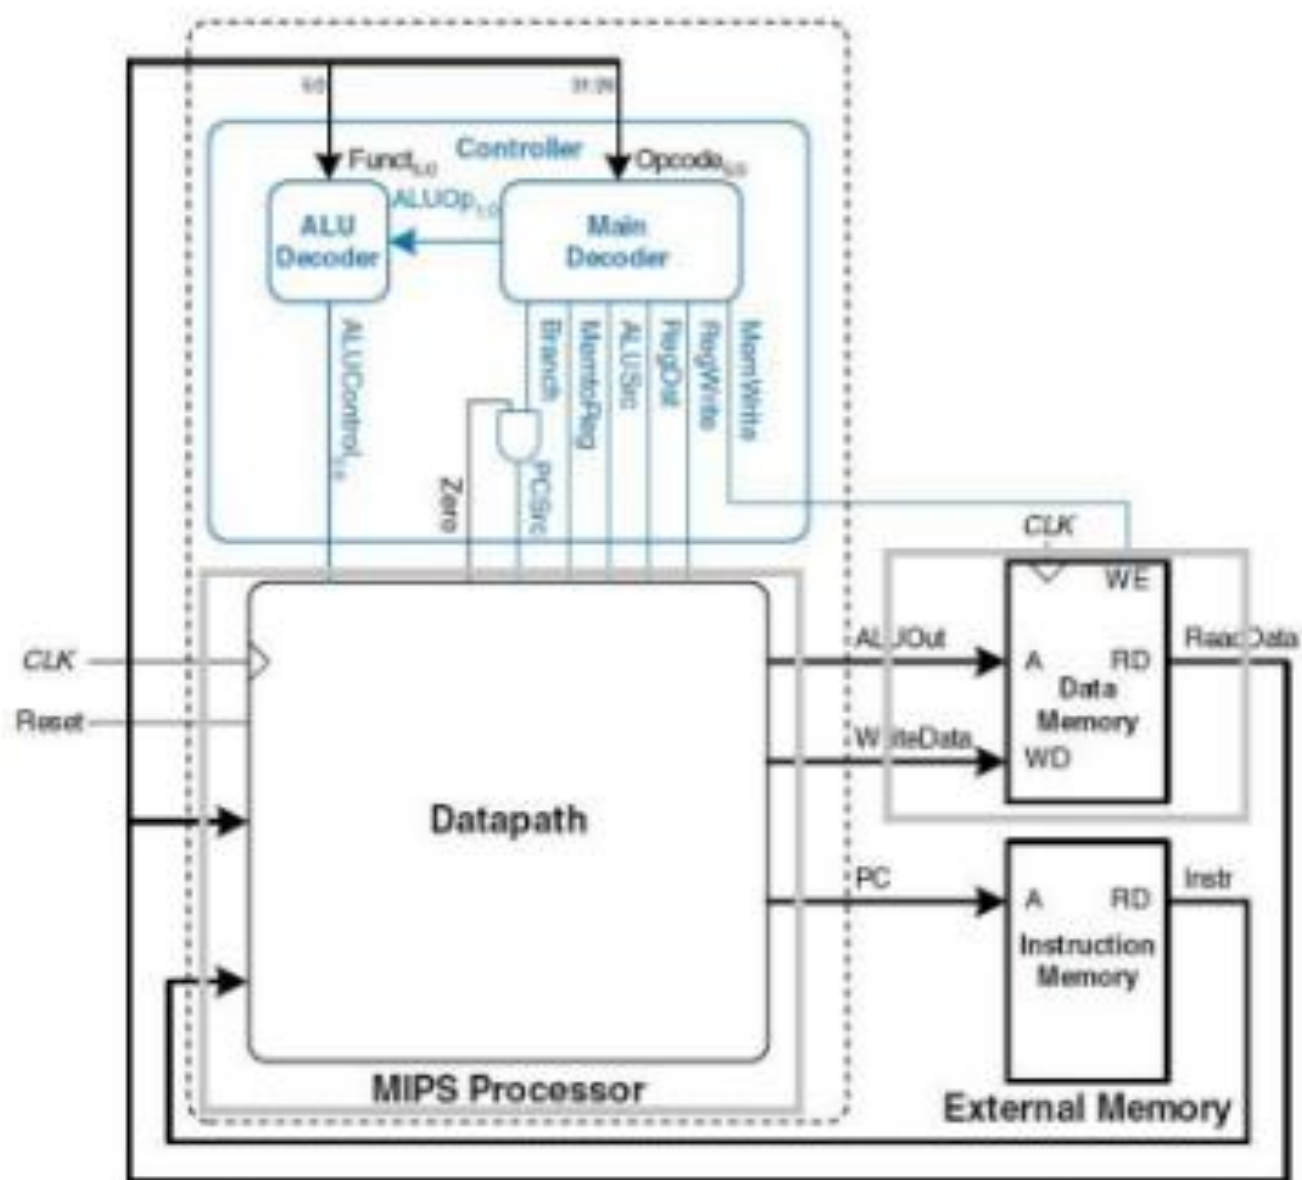 5:0
31:26
Controller
Funct5:0
Opcode5:0
ALUOp1:0
ALU
Decoder
Main
Decoder
ALUControl2:0
Branch
MemtoReg
ALUSrc
RegDst
RegWrite
MemWrite
Zero
PCSrc
CLK
WE
CLK
ALUOut
A
RD
ReadData
Data
Memory
Reset
WriteData
WD
Datapath
PC
A
RD
Instr
Instruction
Memory
MIPS Processor
External Memory